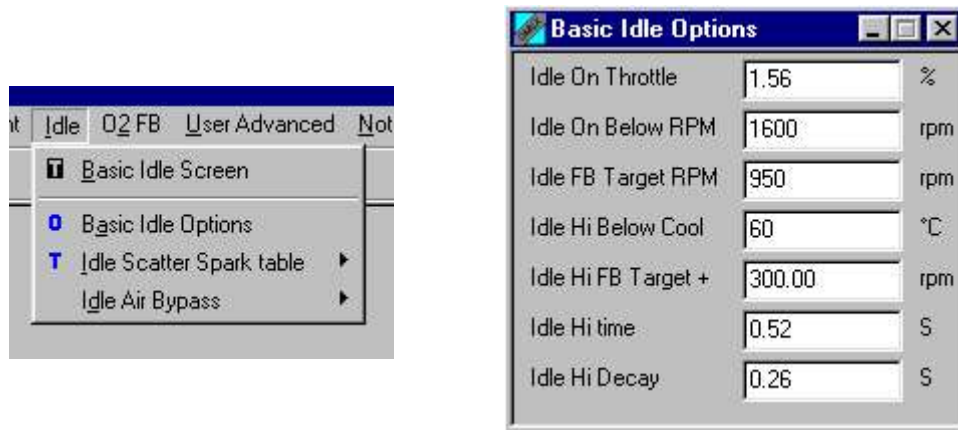 Idle O2 FB User Advanced
Basic Idle Screen
O Basic Idle Options
T Idle Scatter Spark table
Idle Air Bypass
Basic Idle Options
Idle On Throttle 1.56 %
Idle On Below RPM 1600 rpm
Idle FB Target RPM 950 rpm
Idle Hi Below Cool 60 °C
Idle Hi FB Target + 300.00 rpm
Idle Hi time 0.52 S
Idle Hi Decay 0.26 S